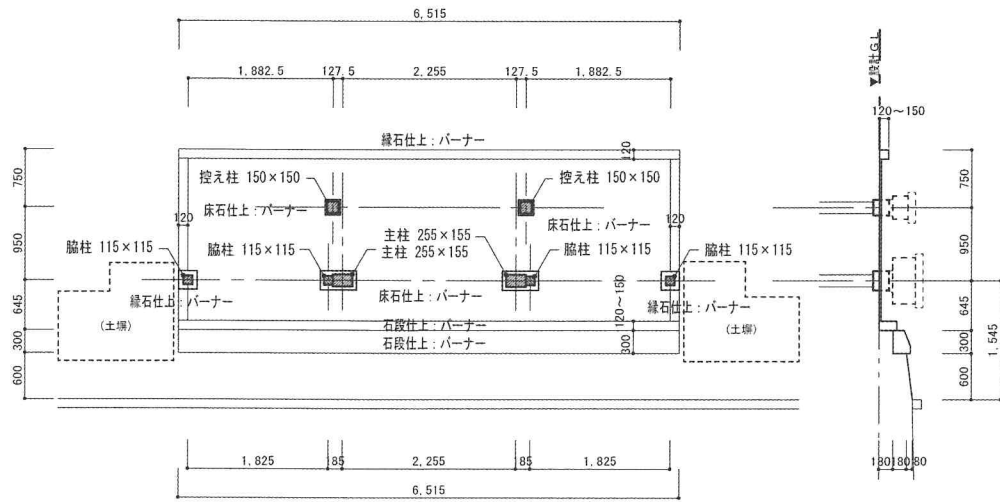 6,515
1,882.5
127.5
2,255
127.5
1,882.5
▼設計GL
120~150
縁石仕上:バーナー
120
750
950
645
300
600
控え柱 150×150
控え柱 150×150
床石仕上:バーナー
床石仕上:バーナー
120
120
主柱 255×155
主柱 255×155
脇柱 115×115
脇柱 115×115
脇柱 115×115
脇柱 115×115
縁石仕上:バーナー
床石仕上:バーナー
120~150
縁石仕上:バーナー
(土塀)
(土塀)
石段仕上:バーナー
石段仕上:バーナー
300
750
950
645
300
600
1,545
1,825
185
2,255
185
1,825
6,515
180
180
80